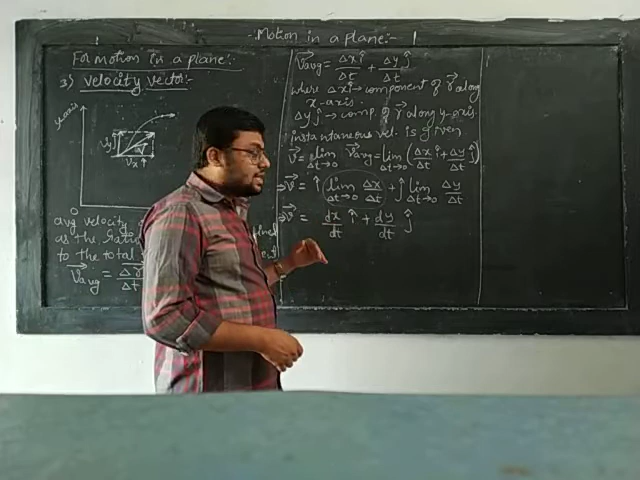 Motion in a plane:-
For motion in a plane:-
3) velocity vector:-
y-axis
Vyĵ
Vx î
avg velocity
as the ratio
to the total
V⃗avg = Δr⃗/Δt
V⃗avg = Δx/Δt î + Δy/Δt ĵ
where Δx î → component of r⃗ along
x-axis.
Δy ĵ → comp. of r⃗ along y-axis.
instantaneous vel. is given
V⃗ = lim Δt→0 V⃗avg = lim Δt→0 (Δx/Δt î + Δy/Δt ĵ)
⇒ V⃗ = î lim Δt→0 Δx/Δt + ĵ lim Δt→0 Δy/Δt
⇒ V⃗ = dx/dt î + dy/dt ĵ